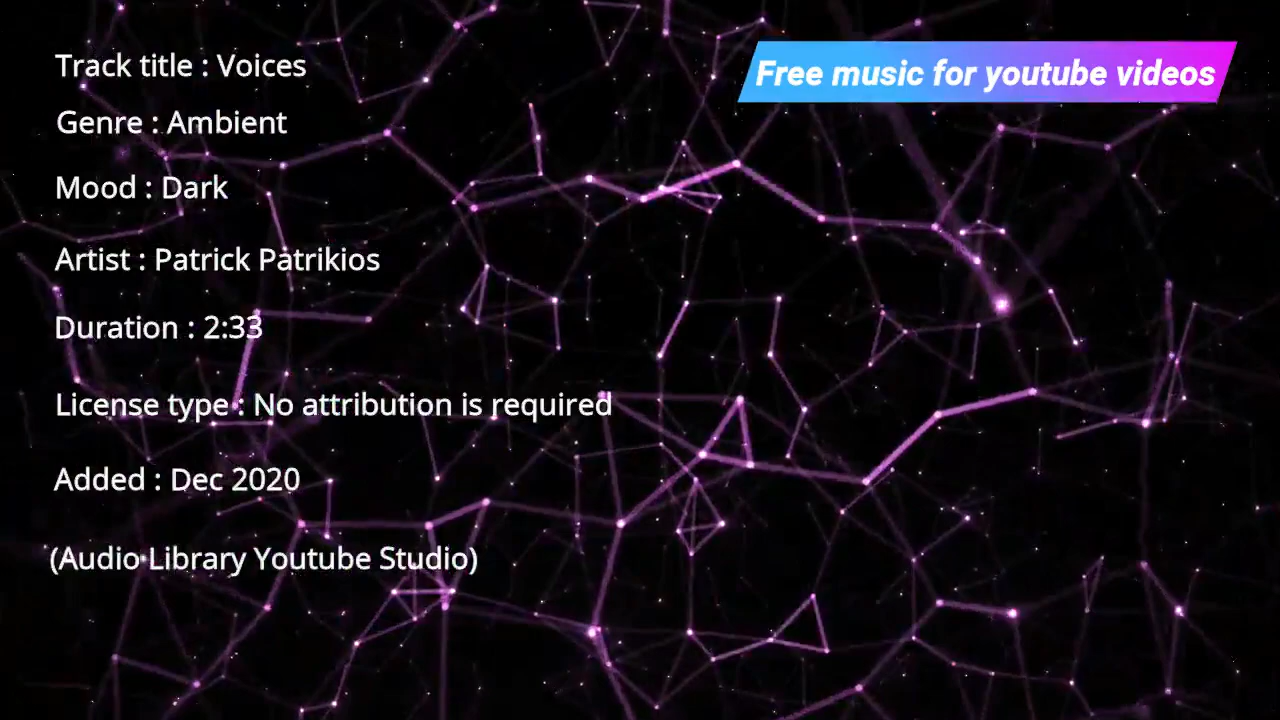 Track title : Voices
Free music for youtube videos
Genre : Ambient
Mood : Dark
Artist : Patrick Patrikios
Duration : 2:33
License type : No attribution is required
Added : Dec 2020
(Audio Library Youtube Studio)